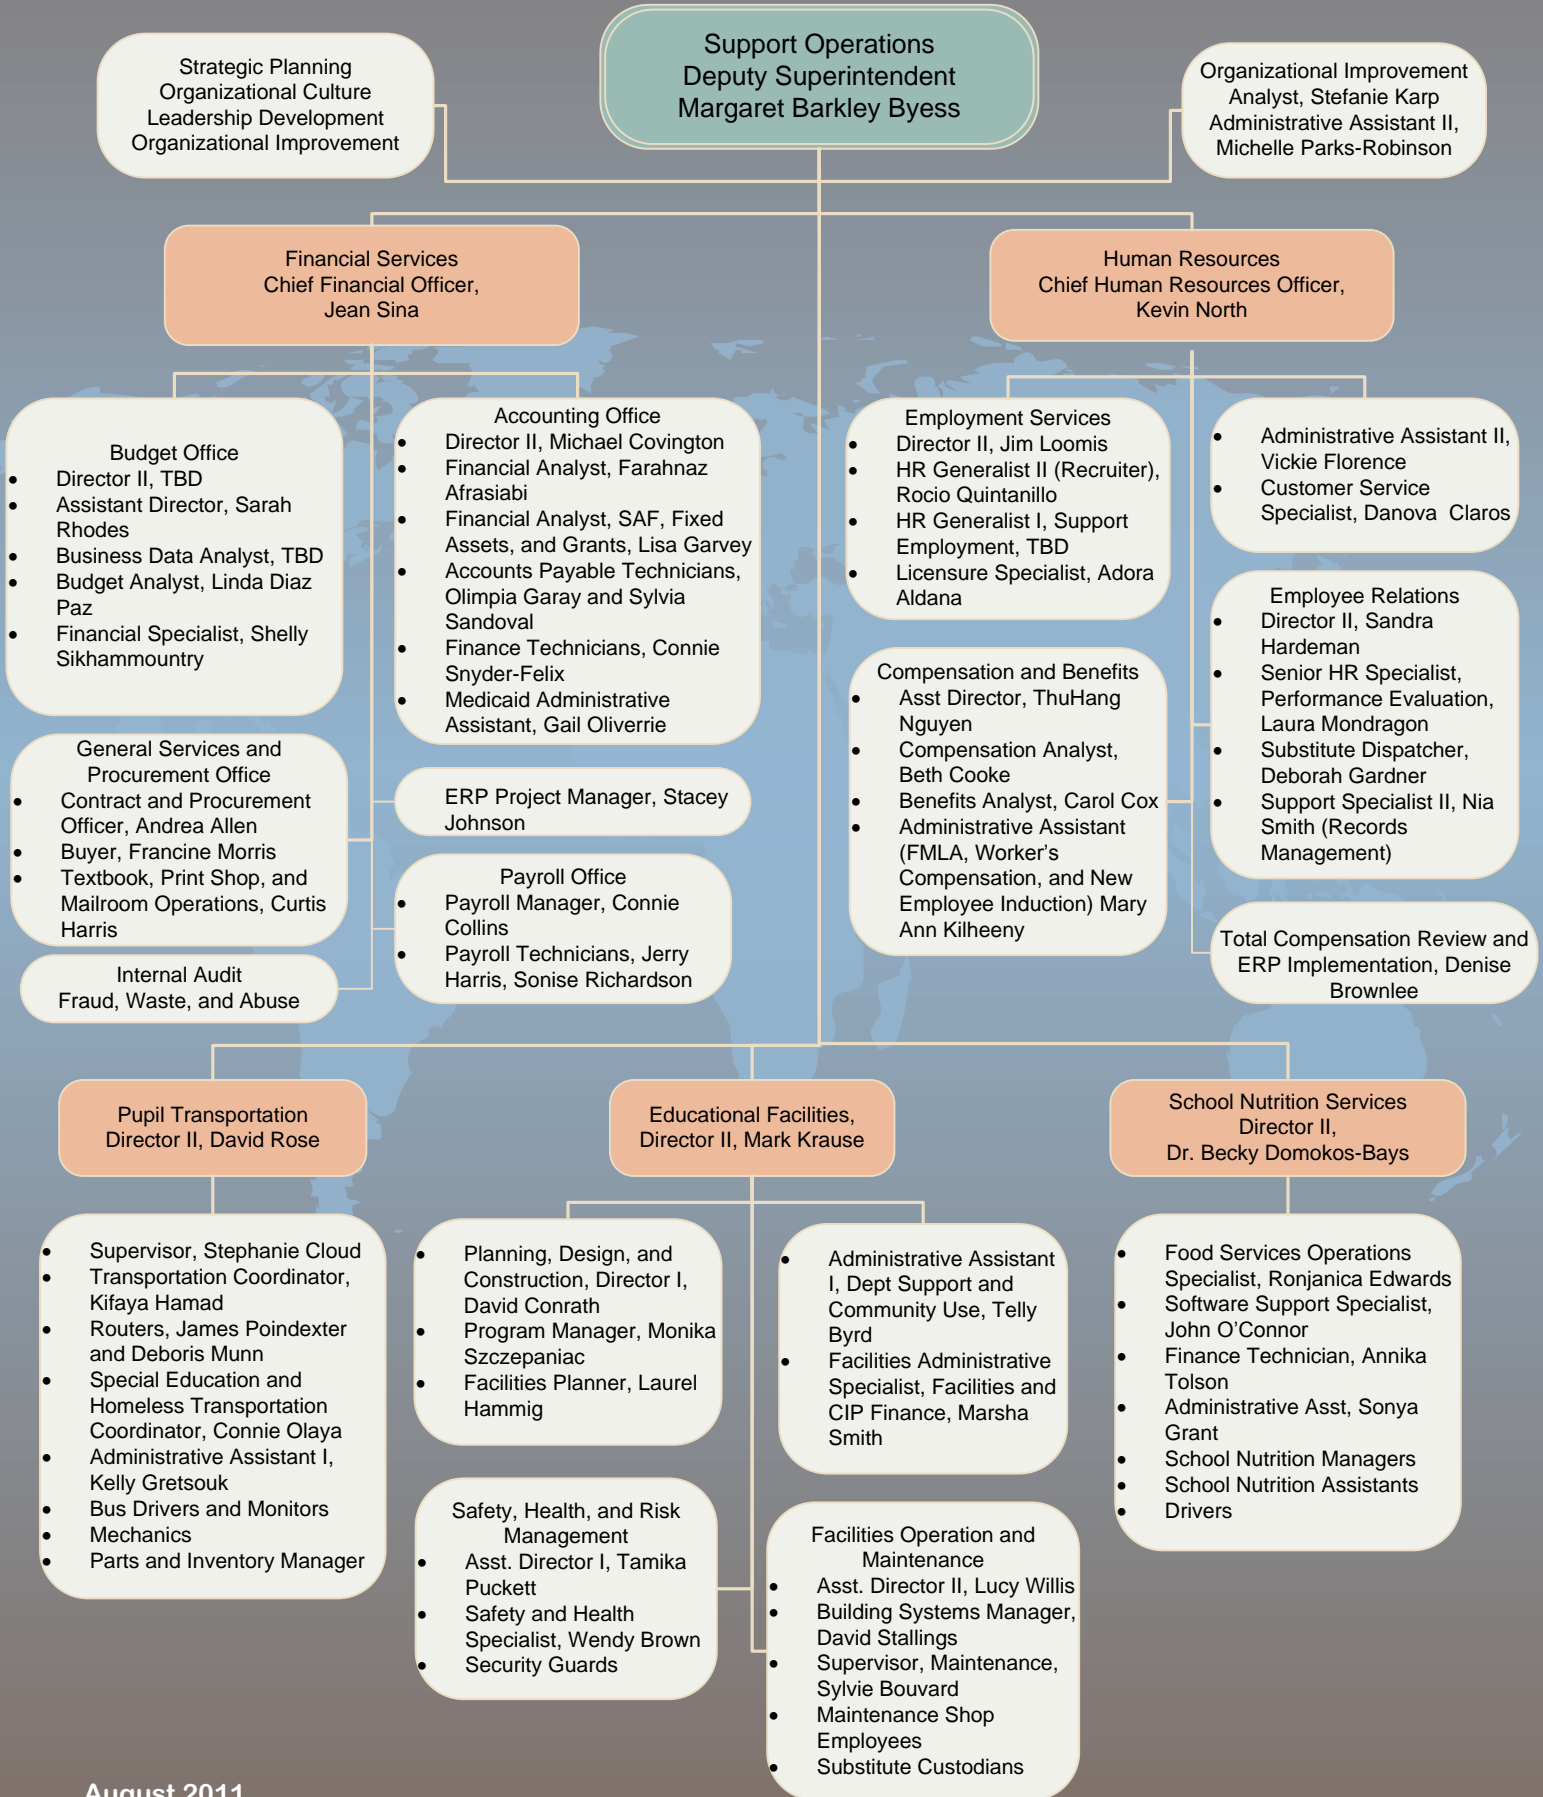 Support Operations
Deputy Superintendent
Margaret Barkley Byess
Strategic Planning
Organizational Culture
Leadership Development
Organizational Improvement
Organizational Improvement
Analyst, Stefanie Karp
Administrative Assistant II,
Michelle Parks-Robinson
Financial Services
Chief Financial Officer,
Jean Sina
Human Resources
Chief Human Resources Officer,
Kevin North
Budget Office
• Director II, TBD
• Assistant Director, Sarah
Rhodes
• Business Data Analyst, TBD
• Budget Analyst, Linda Diaz
Paz
• Financial Specialist, Shelly
Sikhammountry
Accounting Office
• Director II, Michael Covington
• Financial Analyst, Farahnaz
Afrasiabi
• Financial Analyst, SAF, Fixed
Assets, and Grants, Lisa Garvey
• Accounts Payable Technicians,
Olimpia Garay and Sylvia
Sandoval
• Finance Technicians, Connie
Snyder-Felix
• Medicaid Administrative
Assistant, Gail Oliverrie
Employment Services
• Director II, Jim Loomis
• HR Generalist II (Recruiter),
Rocio Quintanillo
• HR Generalist I, Support
Employment, TBD
• Licensure Specialist, Adora
Aldana
• Administrative Assistant II,
Vickie Florence
• Customer Service
Specialist, Danova  Claros
General Services and
Procurement Office
• Contract and Procurement
Officer, Andrea Allen
• Buyer, Francine Morris
• Textbook, Print Shop, and
Mailroom Operations, Curtis
Harris
ERP Project Manager, Stacey
Johnson
Payroll Office
• Payroll Manager, Connie
Collins
• Payroll Technicians, Jerry
Harris, Sonise Richardson
Internal Audit
Fraud, Waste, and Abuse
Compensation and Benefits
• Asst Director, ThuHang
Nguyen
• Compensation Analyst,
Beth Cooke
• Benefits Analyst, Carol Cox
• Administrative Assistant
(FMLA, Worker's
Compensation, and New
Employee Induction) Mary
Ann Kilheeny
Employee Relations
• Director II, Sandra
Hardeman
• Senior HR Specialist,
Performance Evaluation,
Laura Mondragon
• Substitute Dispatcher,
Deborah Gardner
• Support Specialist II, Nia
Smith (Records
Management)
Total Compensation Review and
ERP Implementation, Denise
Brownlee
Pupil Transportation
Director II, David Rose
Educational Facilities,
Director II, Mark Krause
School Nutrition Services
Director II,
Dr. Becky Domokos-Bays
• Supervisor, Stephanie Cloud
• Transportation Coordinator,
Kifaya Hamad
• Routers, James Poindexter
and Deboris Munn
• Special Education and
Homeless Transportation
Coordinator, Connie Olaya
• Administrative Assistant I,
Kelly Gretsouk
• Bus Drivers and Monitors
• Mechanics
• Parts and Inventory Manager
• Planning, Design, and
Construction, Director I,
David Conrath
• Program Manager, Monika
Szczepaniac
• Facilities Planner, Laurel
Hammig
• Administrative Assistant
I, Dept Support and
Community Use, Telly
Byrd
• Facilities Administrative
Specialist, Facilities and
CIP Finance, Marsha
Smith
• Food Services Operations
Specialist, Ronjanica Edwards
• Software Support Specialist,
John O'Connor
• Finance Technician, Annika
Tolson
• Administrative Asst, Sonya
Grant
• School Nutrition Managers
• School Nutrition Assistants
• Drivers
Safety, Health, and Risk
Management
• Asst. Director I, Tamika
Puckett
• Safety and Health
Specialist, Wendy Brown
• Security Guards
Facilities Operation and
Maintenance
• Asst. Director II, Lucy Willis
• Building Systems Manager,
David Stallings
• Supervisor, Maintenance,
Sylvie Bouvard
• Maintenance Shop
Employees
• Substitute Custodians
August 2011